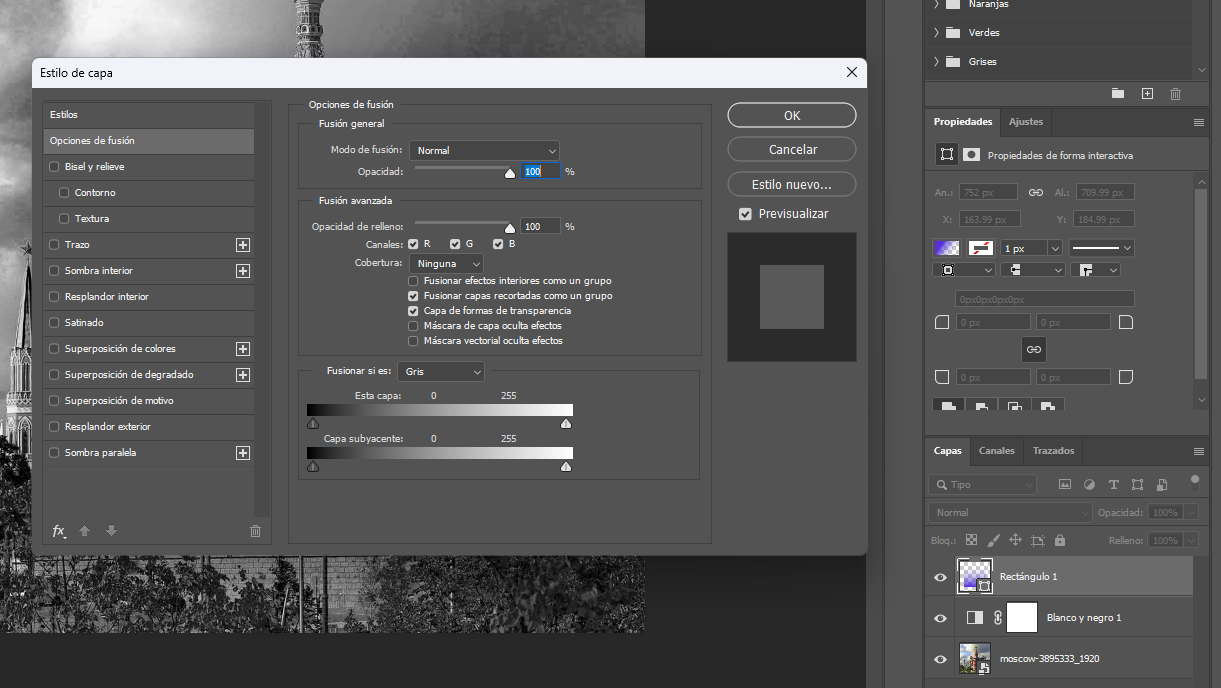 Naranjas
Verdes
Grises
Estilo de capa
Estilos
Opciones de fusión
Bisel y relieve
Contorno
Textura
Trazo
Sombra interior
Resplandor interior
Satinado
Superposición de colores
Superposición de degradado
Superposición de motivo
Resplandor exterior
Sombra paralela
fx
Opciones de fusión
Fusión general
Modo de fusión: Normal
Opacidad: 100 %
Fusión avanzada
Opacidad de relleno: 100 %
Canales: R G B
Cobertura: Ninguna
Fusionar efectos interiores como un grupo
Fusionar capas recortadas como un grupo
Capa de formas de transparencia
Máscara de capa oculta efectos
Máscara vectorial oculta efectos
Fusionar si es: Gris
Esta capa: 0 255
Capa subyacente: 0 255
OK
Cancelar
Estilo nuevo...
Previsualizar
Propiedades Ajustes
Propiedades de forma interactiva
An.: 752 px Al.: 709.99 px
X: 163.99 px Y: 184.99 px
1 px
0px0px0px0px
0 px 0 px
0 px 0 px
Capas Canales Trazados
Tipo
Normal Opacidad: 100%
Bloq.: Relleno: 100%
Rectángulo 1
Blanco y negro 1
moscow-3895333_1920